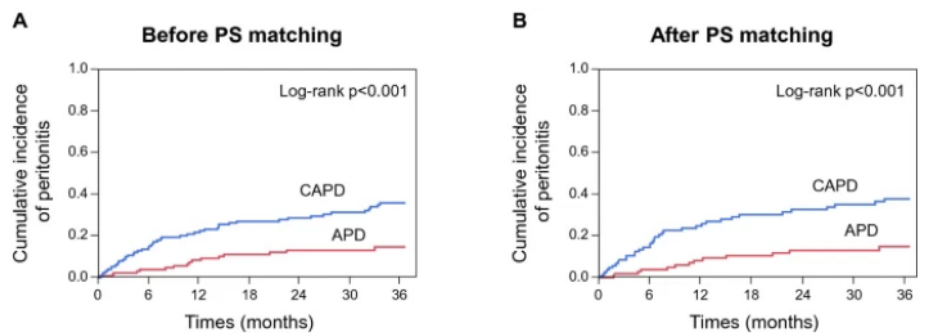 A
Before PS matching
Cumulative incidence
of peritonitis
1.0
0.8
0.6
0.4
0.2
0.0
Log-rank p<0.001
CAPD
APD
0 6 12 18 24 30 36
Times (months)
B
After PS matching
Cumulative incidence
of peritonitis
1.0
0.8
0.6
0.4
0.2
0.0
Log-rank p<0.001
CAPD
APD
0 6 12 18 24 30 36
Times (months)